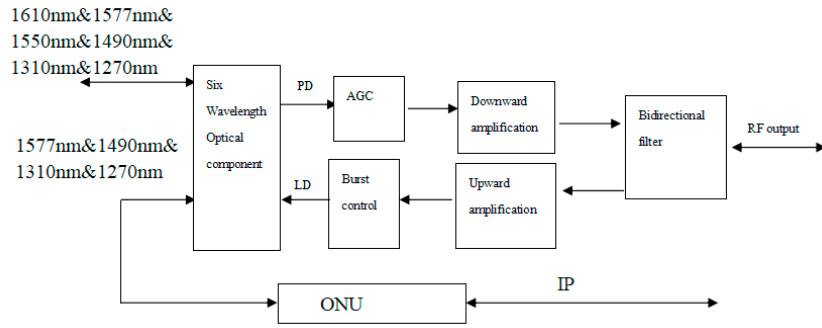 1610nm&1577nm&
1550nm&1490nm&
1310nm&1270nm
1577nm&1490nm&
1310nm&1270nm
Six
Wavelength
Optical
component
PD
AGC
Downward
amplification
Bidirectional
filter
RF output
LD
Burst
control
Upward
amplification
ONU
IP